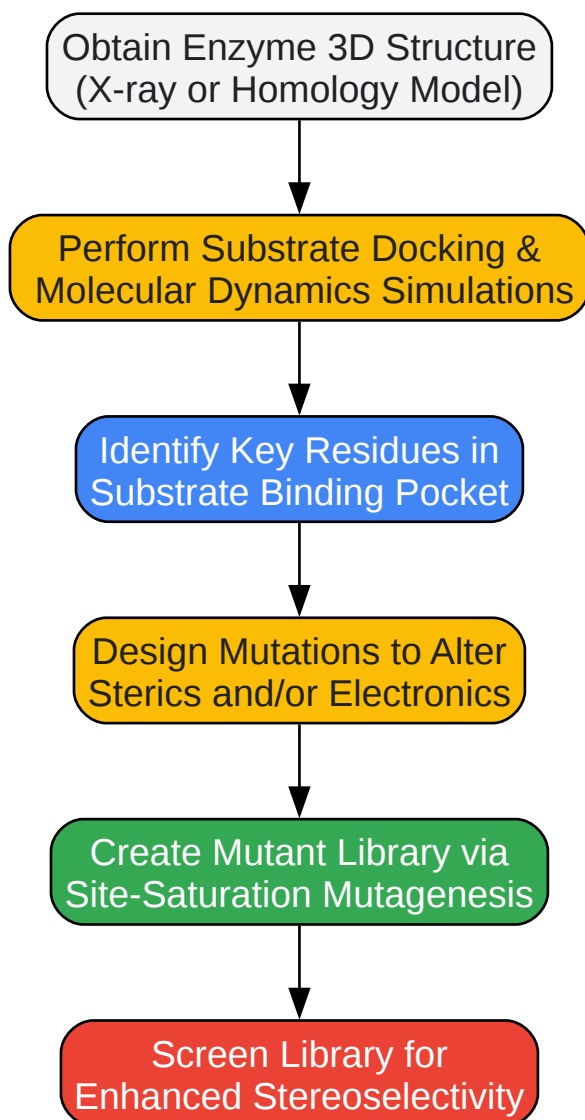 Obtain Enzyme 3D Structure
(X-ray or Homology Model)
Perform Substrate Docking &
Molecular Dynamics Simulations
Identify Key Residues in
Substrate Binding Pocket
Design Mutations to Alter
Sterics and/or Electronics
Create Mutant Library via
Site-Saturation Mutagenesis
Screen Library for
Enhanced Stereoselectivity